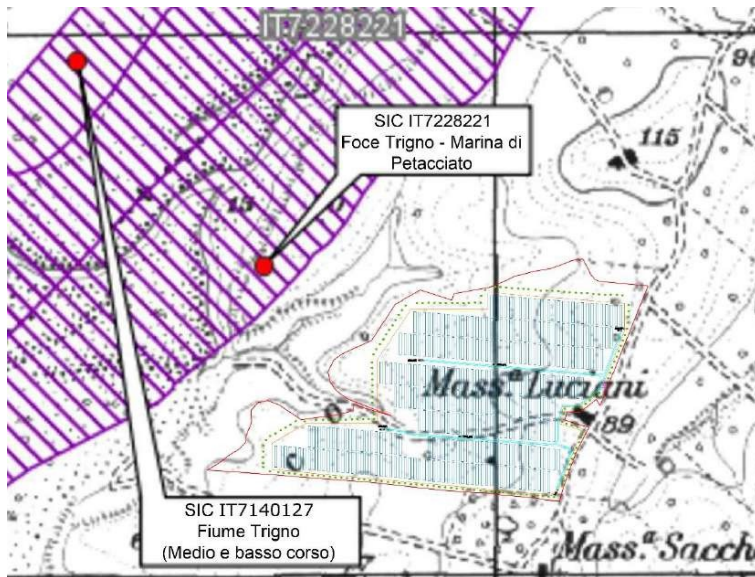 IT7228221
SIC IT7228221
Foce Trigno - Marina di
Petacciato
115
15
Mass.ª Luciani
89
SIC IT7140127
Fiume Trigno
(Medio e basso corso)
Mass.ª Sacch